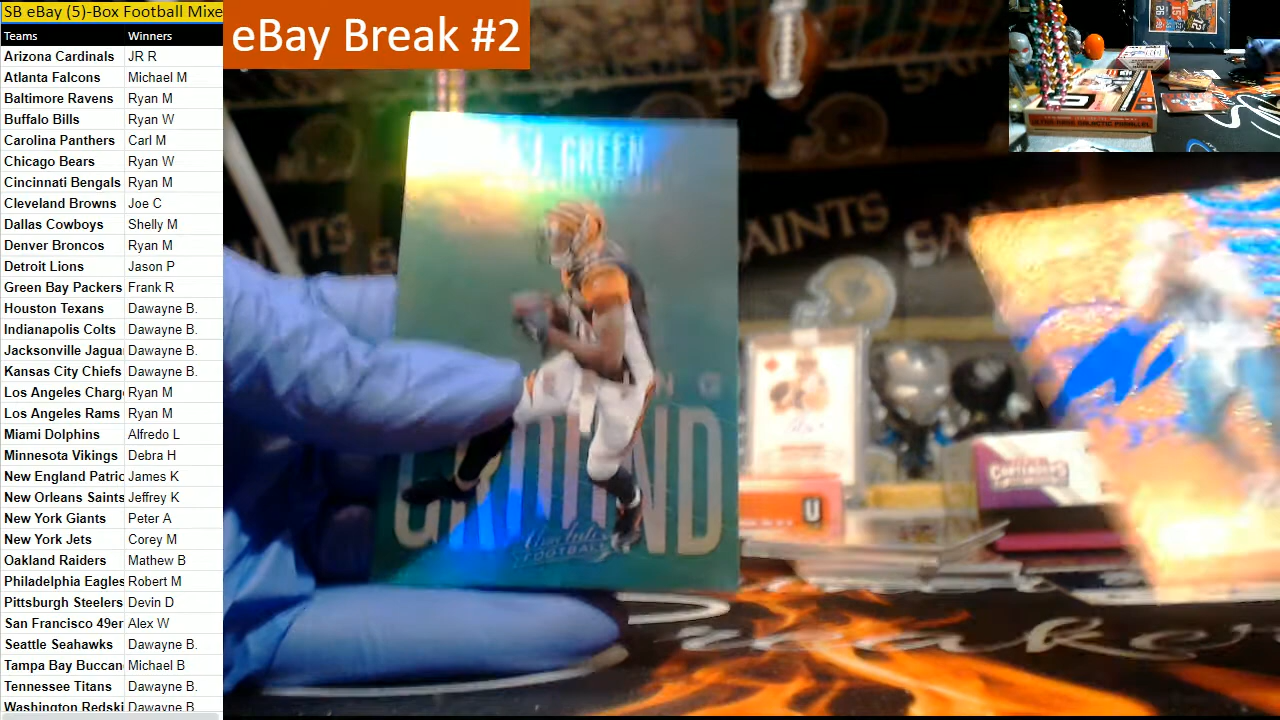 SB eBay (5)-Box Football Mixe
Teams Winners
Arizona Cardinals JR R
Atlanta Falcons Michael M
Baltimore Ravens Ryan M
Buffalo Bills Ryan W
Carolina Panthers Carl M
Chicago Bears Ryan W
Cincinnati Bengals Ryan M
Cleveland Browns Joe C
Dallas Cowboys Shelly M
Denver Broncos Ryan M
Detroit Lions Jason P
Green Bay Packers Frank R
Houston Texans Dawayne B.
Indianapolis Colts Dawayne B.
Jacksonville Jagua Dawayne B.
Kansas City Chiefs Dawayne B.
Los Angeles Charg Ryan M
Los Angeles Rams Ryan M
Miami Dolphins Alfredo L
Minnesota Vikings Debra H
New England Patric James K
New Orleans Saints Jeffrey K
New York Giants Peter A
New York Jets Corey M
Oakland Raiders Mathew B
Philadelphia Eagles Robert M
Pittsburgh Steelers Devin D
San Francisco 49er Alex W
Seattle Seahawks Dawayne B.
Tampa Bay Buccan Michael B
Tennessee Titans Dawayne B.
Washington Redski Dawayne B
eBay Break #2
GREEN
GROUND
Absolute
FOOTBALL
SAINTS
AINTS
SA
CONTENDERS
U